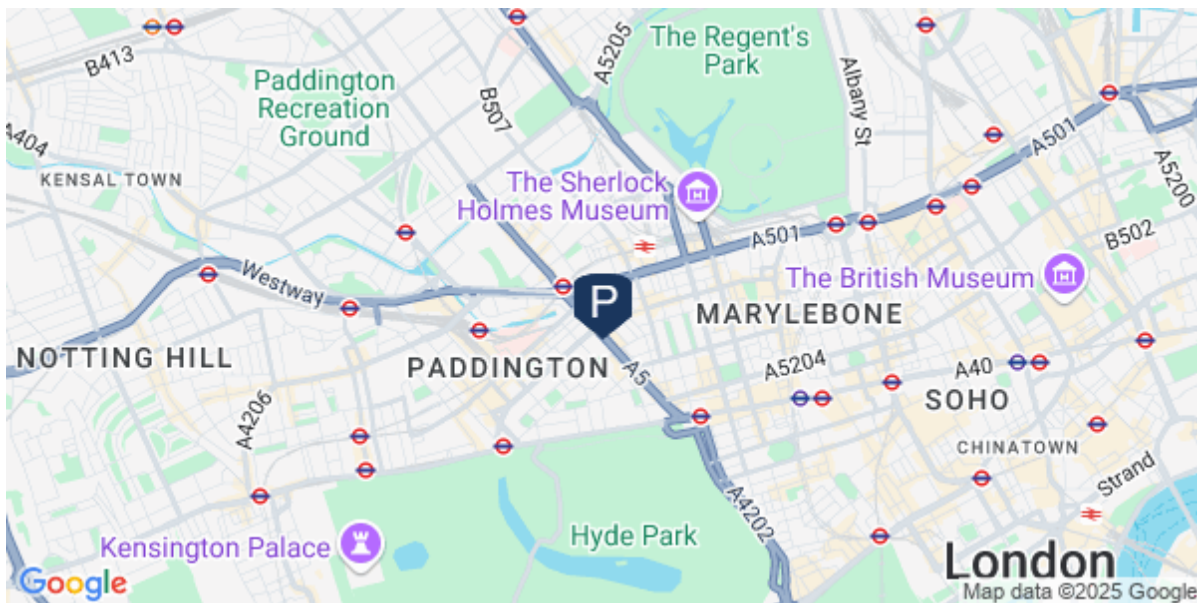 B413
A5205
The Regent's
Park
Albany St
Paddington
Recreation
Ground
B507
A404
A501
A5200
KENSAL TOWN
The Sherlock
Holmes Museum
A501
B502
Westway
The British Museum
P
MARYLEBONE
NOTTING HILL
PADDINGTON
A5
A5204
A40
SOHO
A4206
CHINATOWN
Strand
A4202
Hyde Park
Kensington Palace
London
Google
Map data ©2025 Google